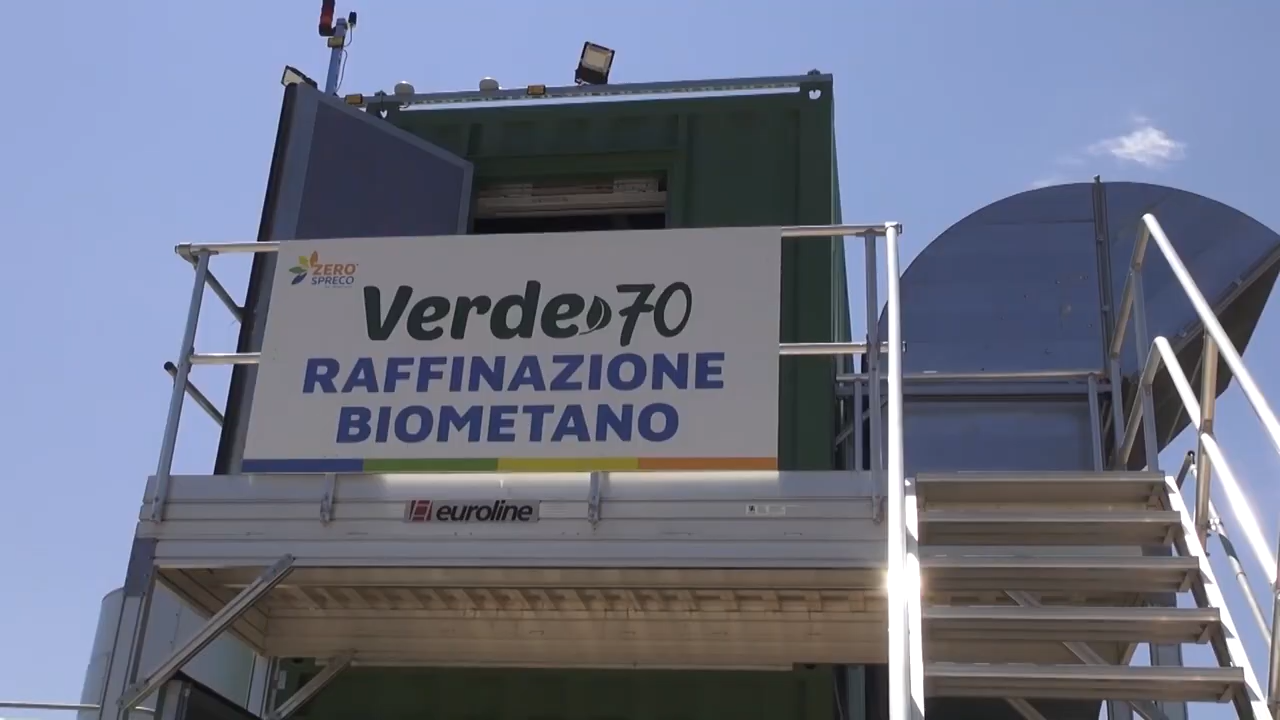 ZERO
SPRECO
Verde 70
RAFFINAZIONE
BIOMETANO
euroline